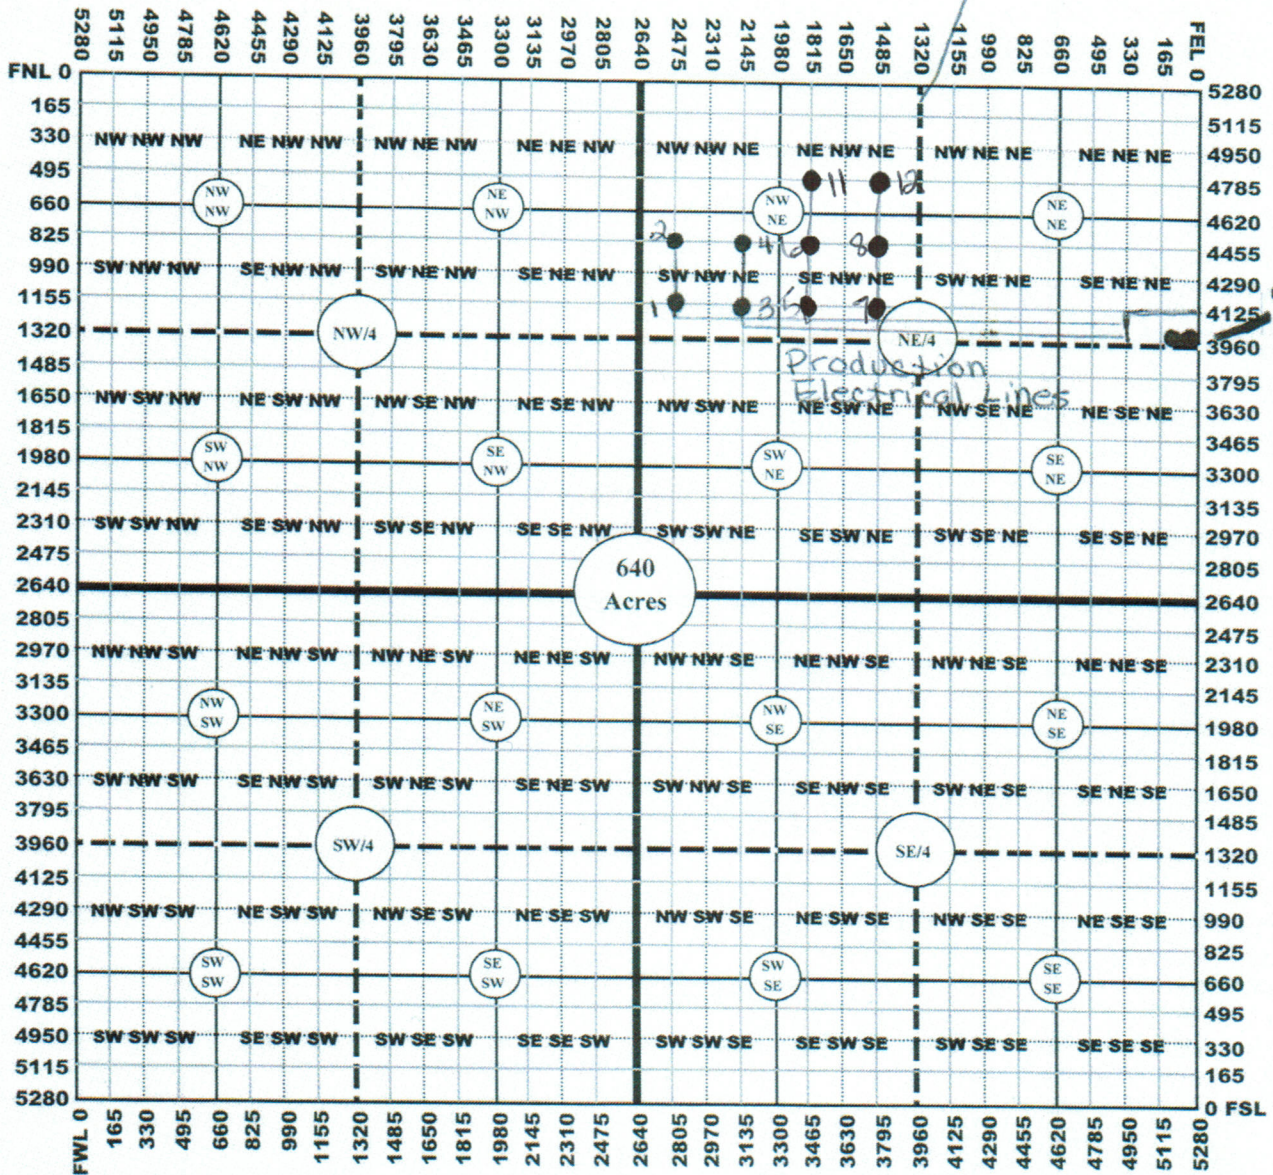 5280 5115 4950 4785 4620 4455 4290 4125 3960 3795 3630 3465 3300 3135 2970 2805 2640 2475 2310 2145 1980 1815 1650 1485 1320 1155 990 825 660 495 330 165 FEL 0
FNL 0 5280
165 5115
330 NW NW NW NE NW NW NW NE NW NE NE NW NW NW NE NE NW NE NW NE NE NE NE NE 4950
495 11 12 4785
660 NW NW NE NW NW NE NE NE 4620
825 2 4 6 8 4455
990 SW NW NW SE NW NW SW NE NW SE NE NW SW NW NE SE NW NE SW NE NE SE NE NE 4290
1155 1 3 5 7 4125
1320 NW/4 NE/4 3960
Production
1485 3795
Electrical Lines
1650 NW SW NW NE SW NW NW SE NW NE SE NW NW SW NE NE SW NE NW SE NE NE SE NE 3630
1815 3465
1980 SW NW SE NW SW NE SE NE 3300
2145 3135
2310 SW SW NW SE SW NW SW SE NW SE SE NW SW SW NE SE SW NE SW SE NE SE SE NE 2970
2475 2805
640
Acres
2640 2640
2805 2475
2970 NW NW SW NE NW SW NW NE SW NE NE SW NW NW SE NE NW SE NW NE SE NE NE SE 2310
3135 2145
3300 NW SW NE SW NW SE NE SE 1980
3465 1815
3630 SW NW SW SE NW SW SW NE SW SE NE SW SW NW SE SE NW SE SW NE SE SE NE SE 1650
3795 1485
3960 SW/4 SE/4 1320
4125 1155
4290 NW SW SW NE SW SW NW SE SW NE SE SW NW SW SE NE SW SE NW SE SE NE SE SE 990
4455 825
4620 SW SW SE SW SW SE SE SE 660
4785 495
4950 SW SW SW SE SW SW SW SE SW SE SE SW SW SW SE SE SW SE SW SE SE SE SE SE 330
5115 165
5280 0 FSL
FWL 0 165 330 495 660 825 990 1155 1320 1485 1650 1815 1980 2145 2310 2475 2640 2805 2970 3135 3300 3465 3630 3795 3960 4125 4290 4455 4620 4785 4950 5115 5280